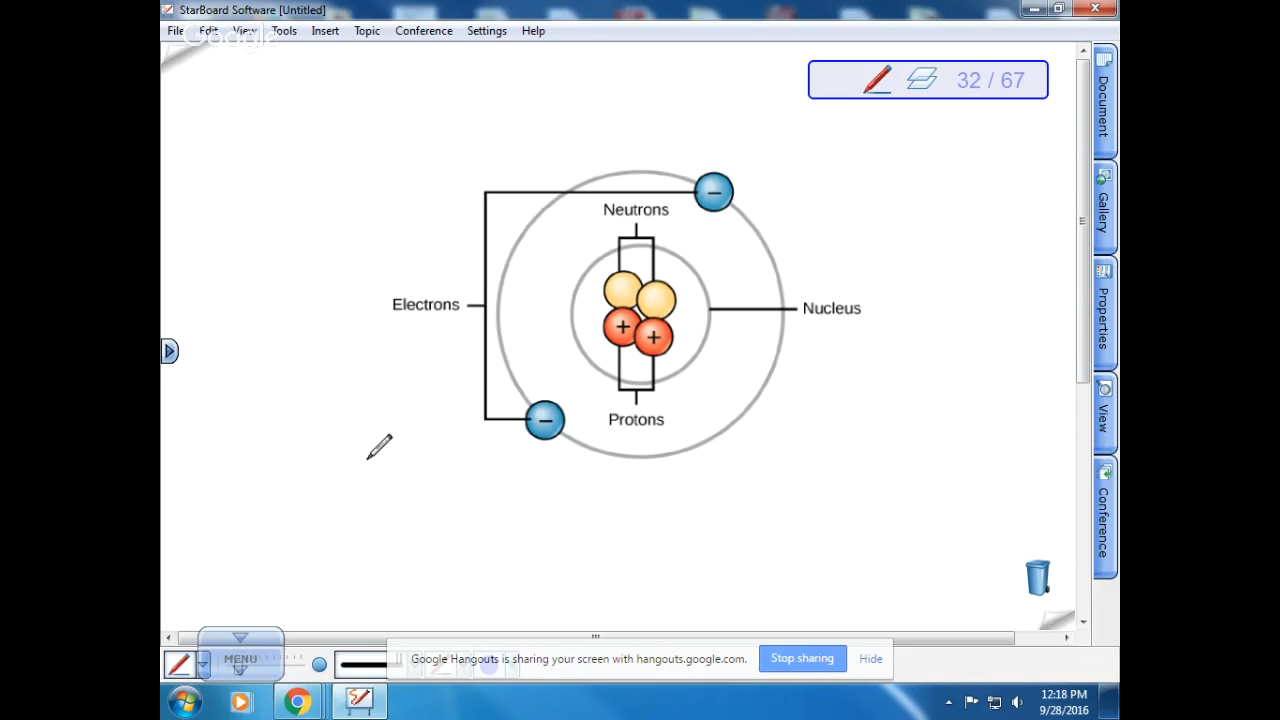 StarBoard Software [Untitled]
File Edit View Tools Insert Topic Conference Settings Help
Google
32 / 67
Document
Gallery
Properties
View
Conference
Neutrons
Electrons
Nucleus
Protons
− 
−
+
+
MENU
Google Hangouts is sharing your screen with hangouts.google.com. Stop sharing Hide
12:18 PM
9/28/2016